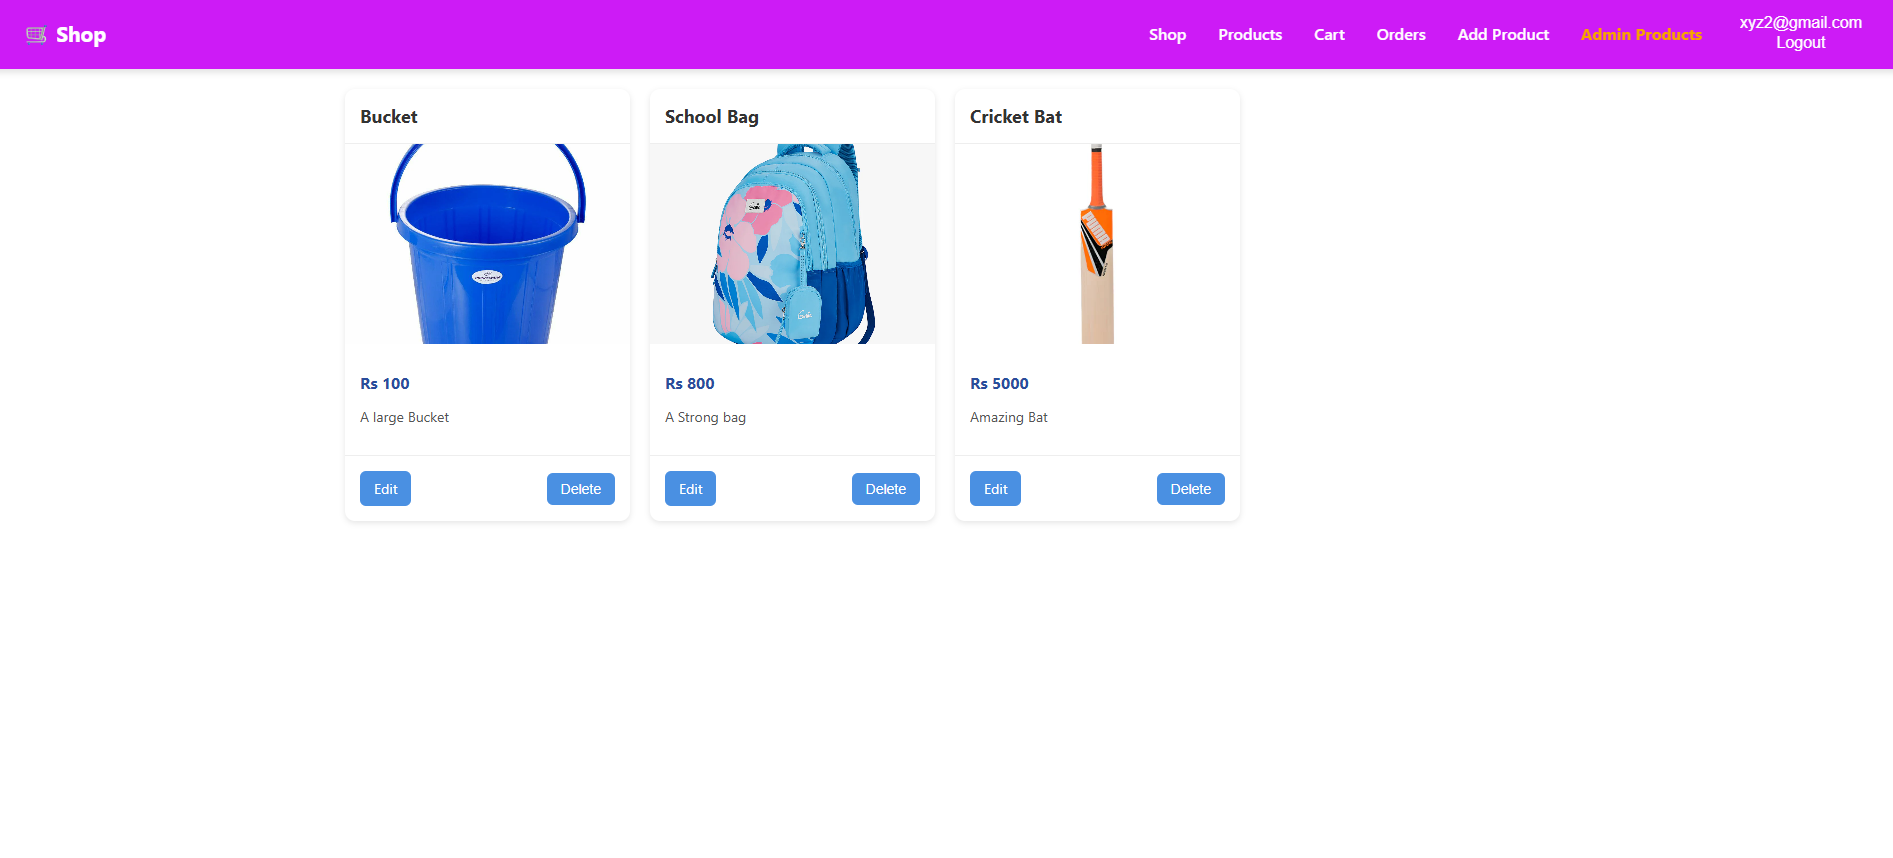 Shop
Shop Products Cart Orders Add Product Admin Products
xyz2@gmail.com
Logout
Bucket
Rs 100
A large Bucket
Edit Delete
School Bag
Rs 800
A Strong bag
Edit Delete
Cricket Bat
Rs 5000
Amazing Bat
Edit Delete